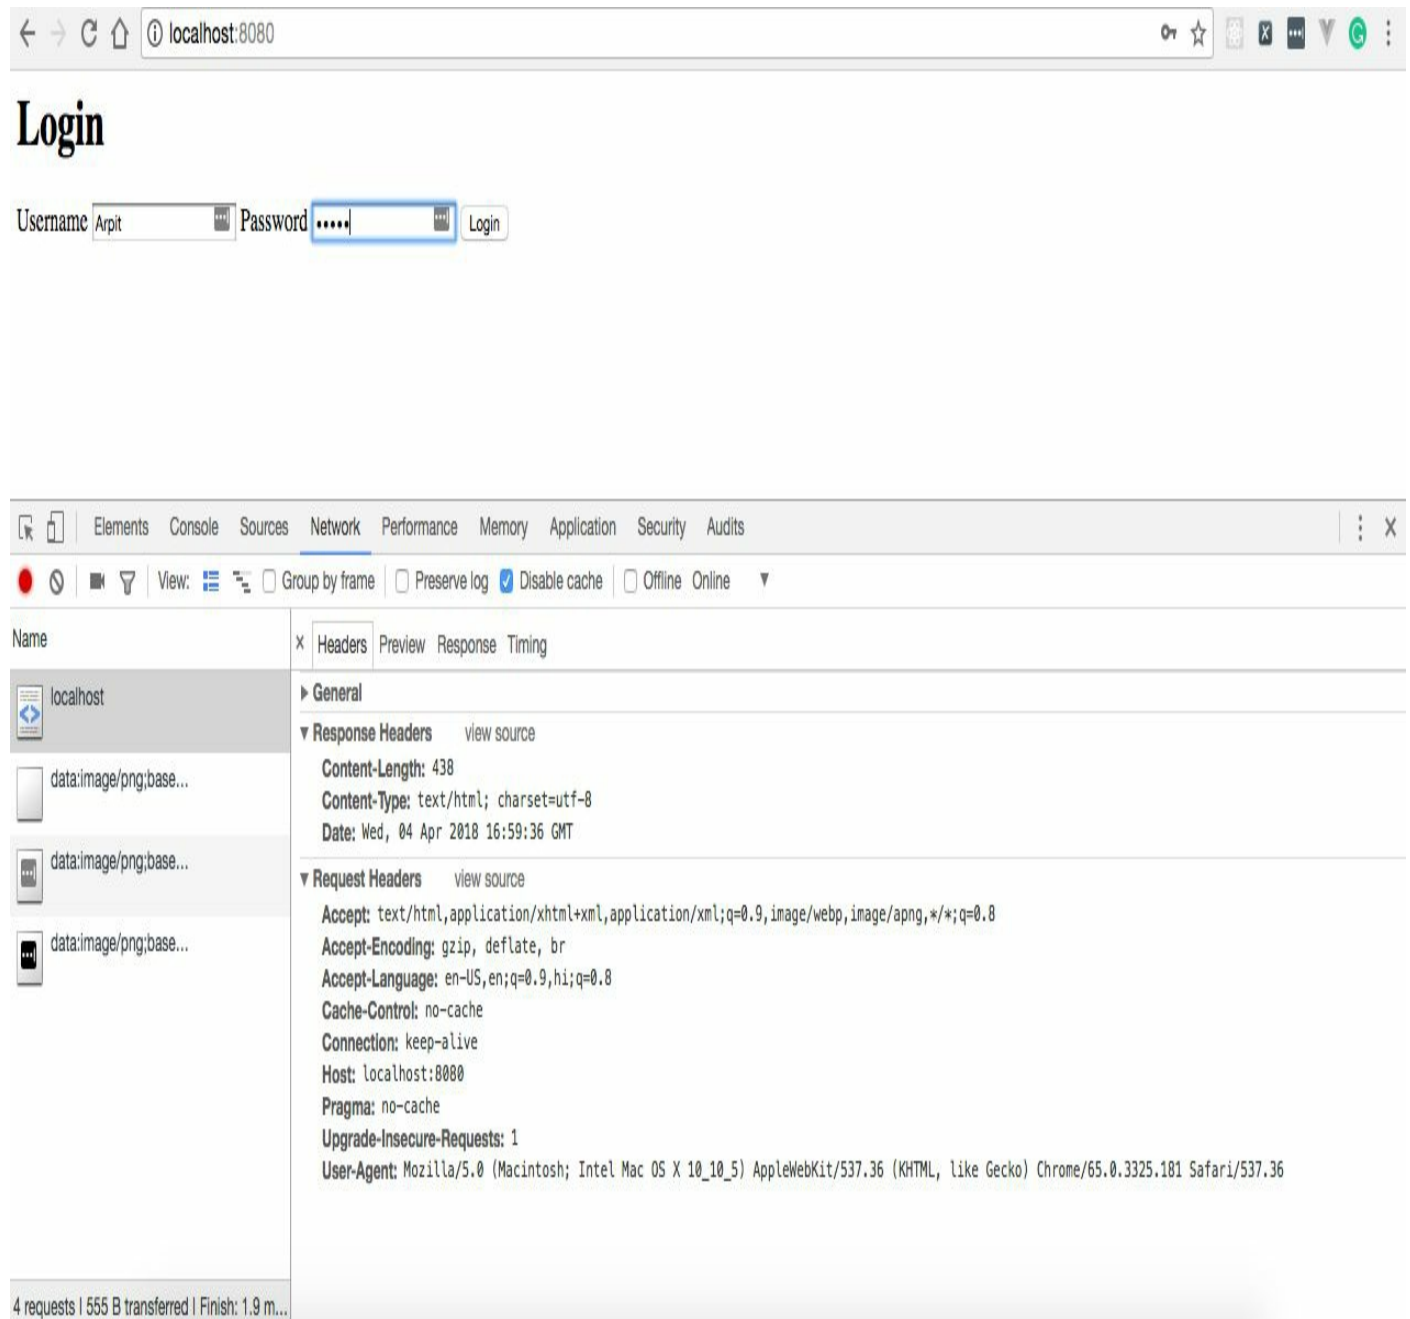 localhost:8080
Login
Username Arpit Password ••••• Login
Elements Console Sources Network Performance Memory Application Security Audits
View: Group by frame Preserve log Disable cache Offline Online
Name
Headers Preview Response Timing
localhost
General
Response Headers view source
Content-Length: 438
data:image/png;base...
Content-Type: text/html; charset=utf-8
Date: Wed, 04 Apr 2018 16:59:36 GMT
data:image/png;base...
Request Headers view source
Accept: text/html,application/xhtml+xml,application/xml;q=0.9,image/webp,image/apng,*/*;q=0.8
data:image/png;base...
Accept-Encoding: gzip, deflate, br
Accept-Language: en-US,en;q=0.9,hi;q=0.8
Cache-Control: no-cache
Connection: keep-alive
Host: localhost:8080
Pragma: no-cache
Upgrade-Insecure-Requests: 1
User-Agent: Mozilla/5.0 (Macintosh; Intel Mac OS X 10_10_5) AppleWebKit/537.36 (KHTML, like Gecko) Chrome/65.0.3325.181 Safari/537.36
4 requests | 555 B transferred | Finish: 1.9 m...